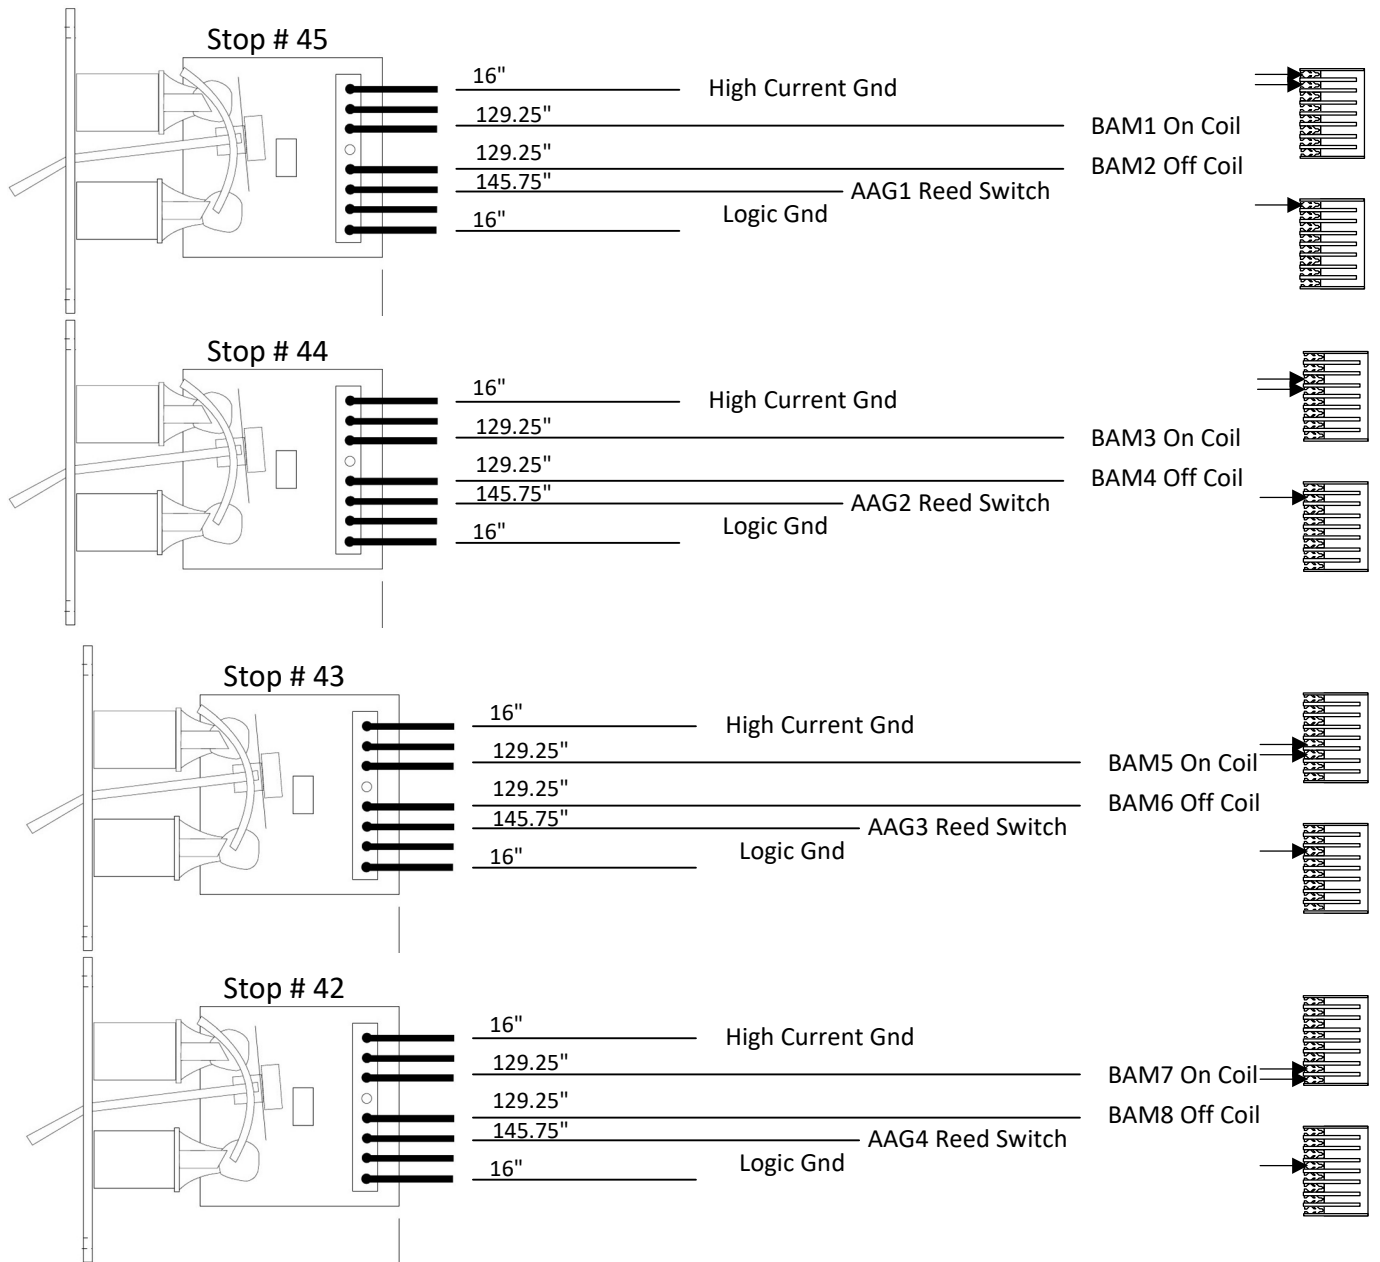 Stop # 45
16"
High Current Gnd
129.25"
BAM1 On Coil
129.25"
BAM2 Off Coil
145.75"
AAG1 Reed Switch
Logic Gnd
16"
Stop # 44
16"
High Current Gnd
129.25"
BAM3 On Coil
129.25"
BAM4 Off Coil
145.75"
AAG2 Reed Switch
Logic Gnd
16"
Stop # 43
16"
High Current Gnd
129.25"
BAM5 On Coil
129.25"
BAM6 Off Coil
145.75"
AAG3 Reed Switch
Logic Gnd
16"
Stop # 42
16"
High Current Gnd
129.25"
BAM7 On Coil
129.25"
BAM8 Off Coil
145.75"
AAG4 Reed Switch
Logic Gnd
16"